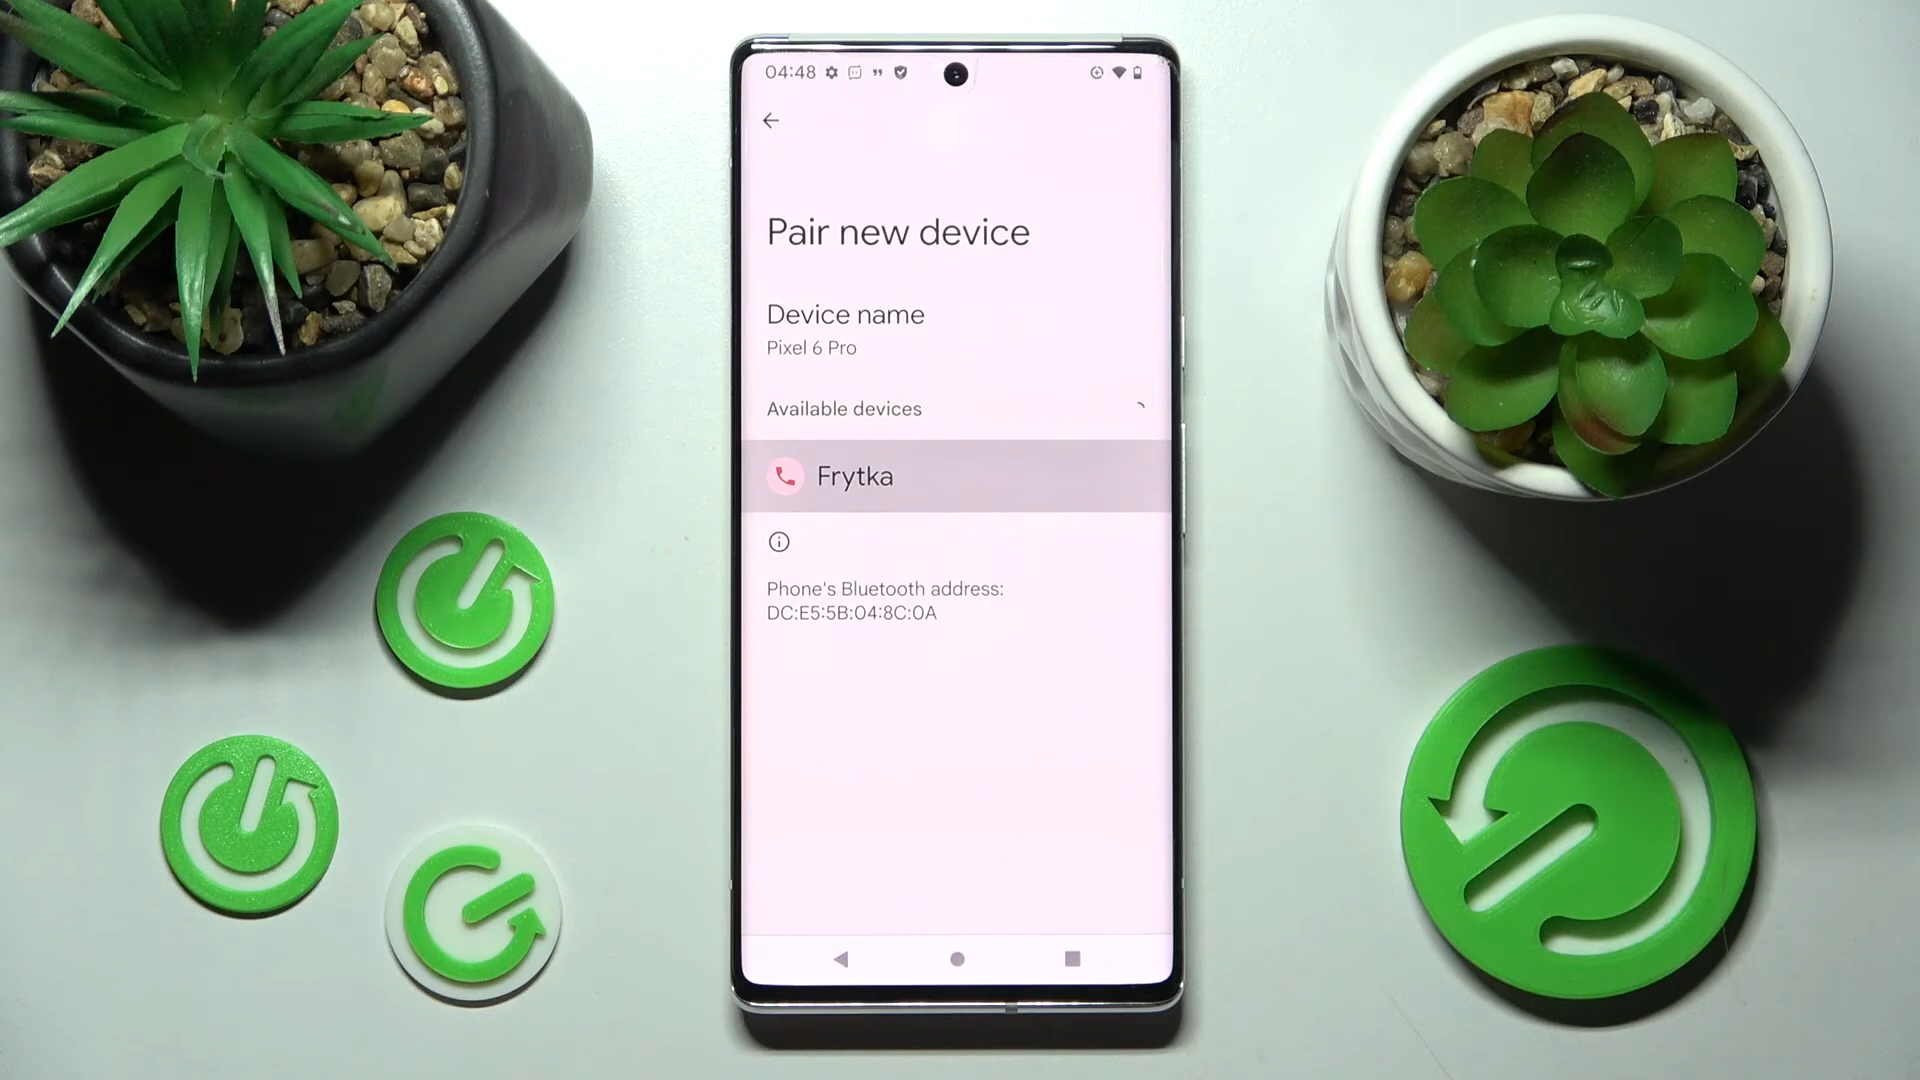 04:48
Pair new device
Device name
Pixel 6 Pro
Available devices
Frytka
Phone's Bluetooth address:
DC:E5:5B:04:8C:0A